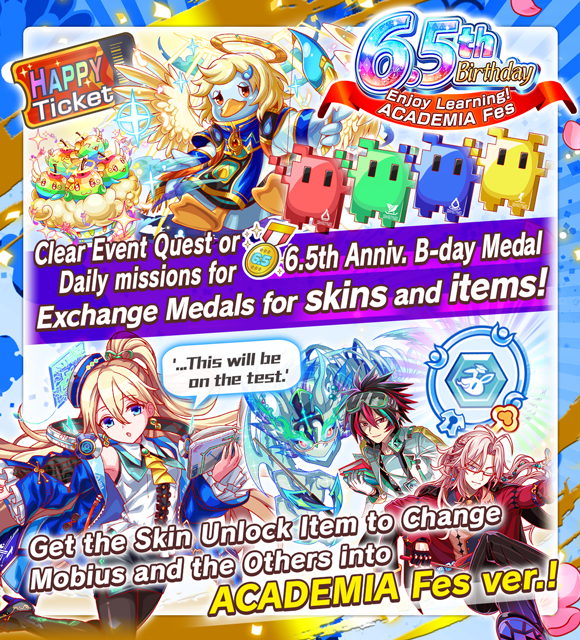 HAPPY
Ticket
6.5th
Birthday
Enjoy Learning!
ACADEMIA Fes
Clear Event Quest or
Daily missions for
6.5
6.5th Anniv. B-day Medal
Exchange Medals for skins and items!
'...This will be
on the test.'
Get the Skin Unlock Item to Change
Mobius and the Others into
ACADEMIA Fes ver.!